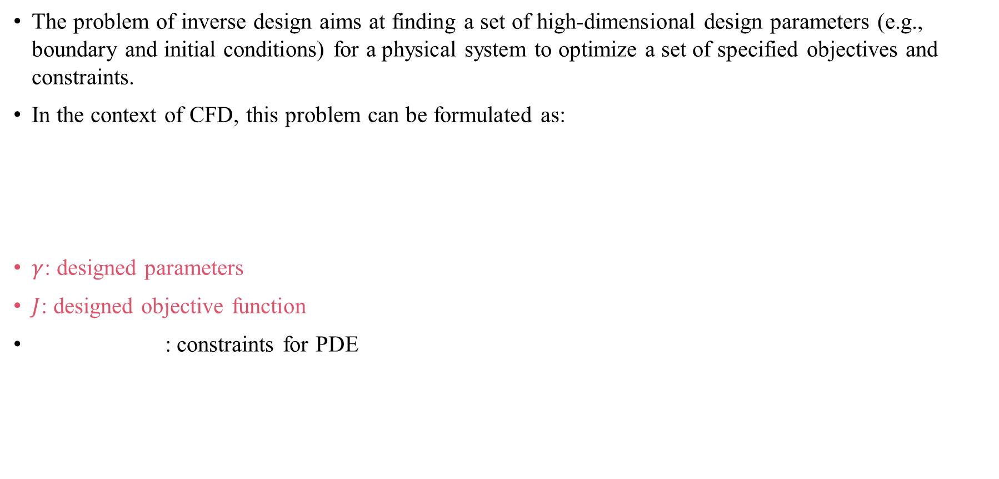 • The problem of inverse design aims at finding a set of high-dimensional design parameters (e.g.,
boundary and initial conditions) for a physical system to optimize a set of specified objectives and
constraints.
• In the context of CFD, this problem can be formulated as:
• γ: designed parameters
• J: designed objective function
• : constraints for PDE